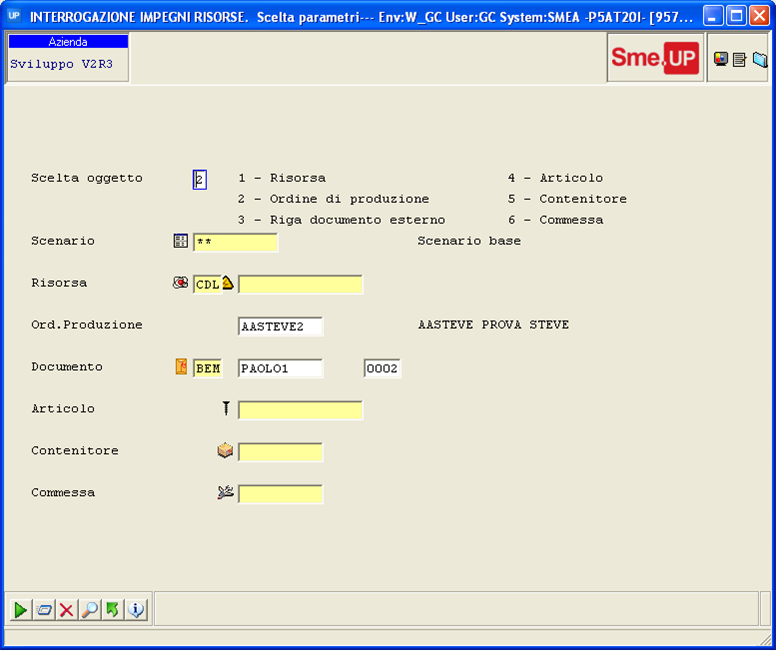 UP INTERROGAZIONE IMPEGNI RISORSE. Scelta parametri--- Env:W_GC User:GC System:SMEA -P5AT20I- [957...
Azienda
Sviluppo V2R3
Sme.UP
Scelta oggetto 2 1 - Risorsa 4 - Articolo
2 - Ordine di produzione 5 - Contenitore
3 - Riga documento esterno 6 - Commessa
Scenario ** Scenario base
Risorsa CDL
Ord.Produzione AASTEVE2 AASTEVE PROVA STEVE
Documento BEM PAOLO1 0002
Articolo
Contenitore
Commessa